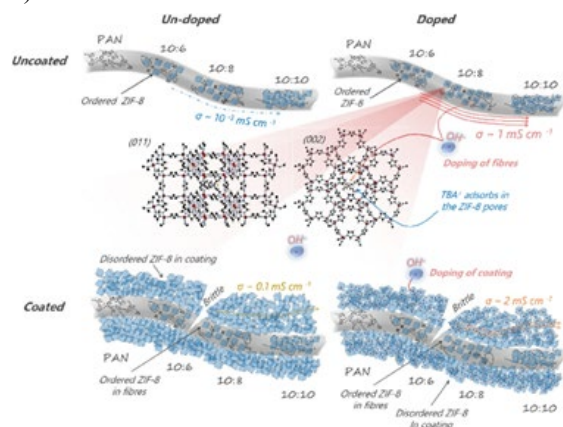 Un-doped
Doped
Uncoated
PAN
10:6
10:8
10:10
Ordered ZIF-8
σ ~ 10⁻² mS cm⁻¹
PAN
10:6
10:8
10:10
Ordered
ZIF-8
σ ~ 1 mS cm⁻¹
OH⁻
Doping of fibres
(011)
(002)
TBA⁺ adsorbs in
the ZIF-8 pores
OH⁻
OH⁻
Disordered ZIF-8 in coating
Doping of coating
Coated
Brittle
σ ~ 0.1 mS cm⁻¹
PAN
10:6
10:8
10:10
Ordered ZIF-8
in fibres
Brittle
σ ~ 2 mS cm⁻¹
PAN
10:6
10:8
10:10
Ordered ZIF-8
in fibres
Disordered ZIF-8
In coating